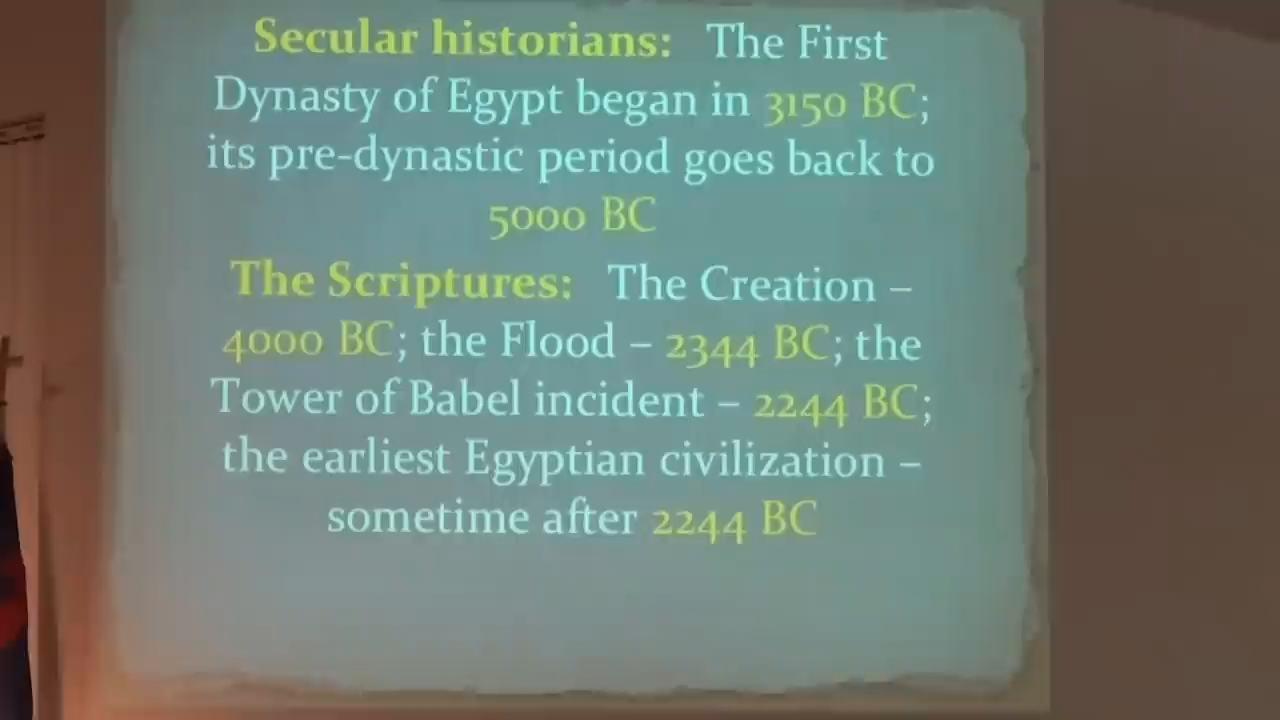 Secular historians: The First
Dynasty of Egypt began in 3150 BC;
its pre-dynastic period goes back to
5000 BC
The Scriptures: The Creation –
4000 BC; the Flood – 2344 BC; the
Tower of Babel incident – 2244 BC;
the earliest Egyptian civilization –
sometime after 2244 BC